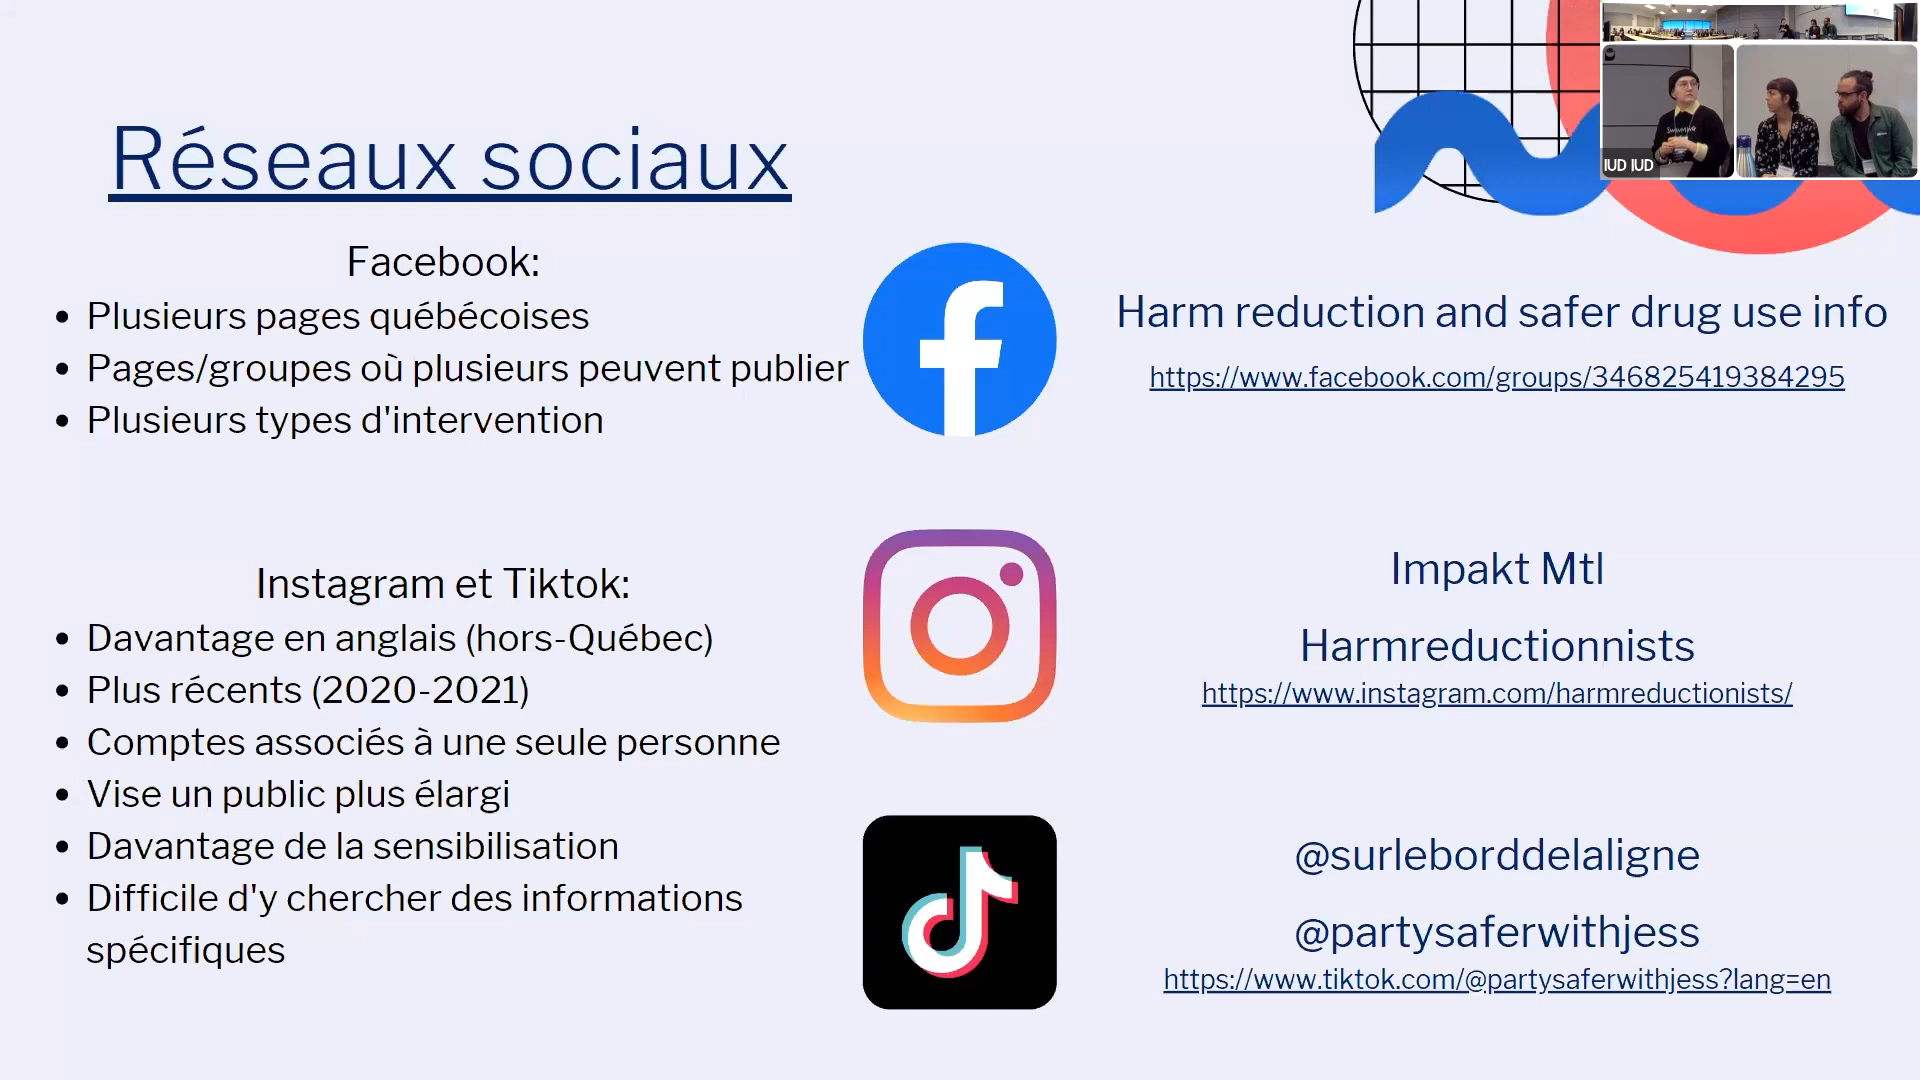 Réseaux sociaux
Facebook:
• Plusieurs pages québécoises
• Pages/groupes où plusieurs peuvent publier
• Plusieurs types d'intervention
Harm reduction and safer drug use info
https://www.facebook.com/groups/346825419384295
Instagram et Tiktok:
• Davantage en anglais (hors-Québec)
• Plus récents (2020-2021)
• Comptes associés à une seule personne
• Vise un public plus élargi
• Davantage de la sensibilisation
• Difficile d'y chercher des informations
spécifiques
Impakt Mtl
Harmreductionnists
https://www.instagram.com/harmreductionists/
@surleborddelaligne
@partysaferwithjess
https://www.tiktok.com/@partysaferwithjess?lang=en
IUD IUD